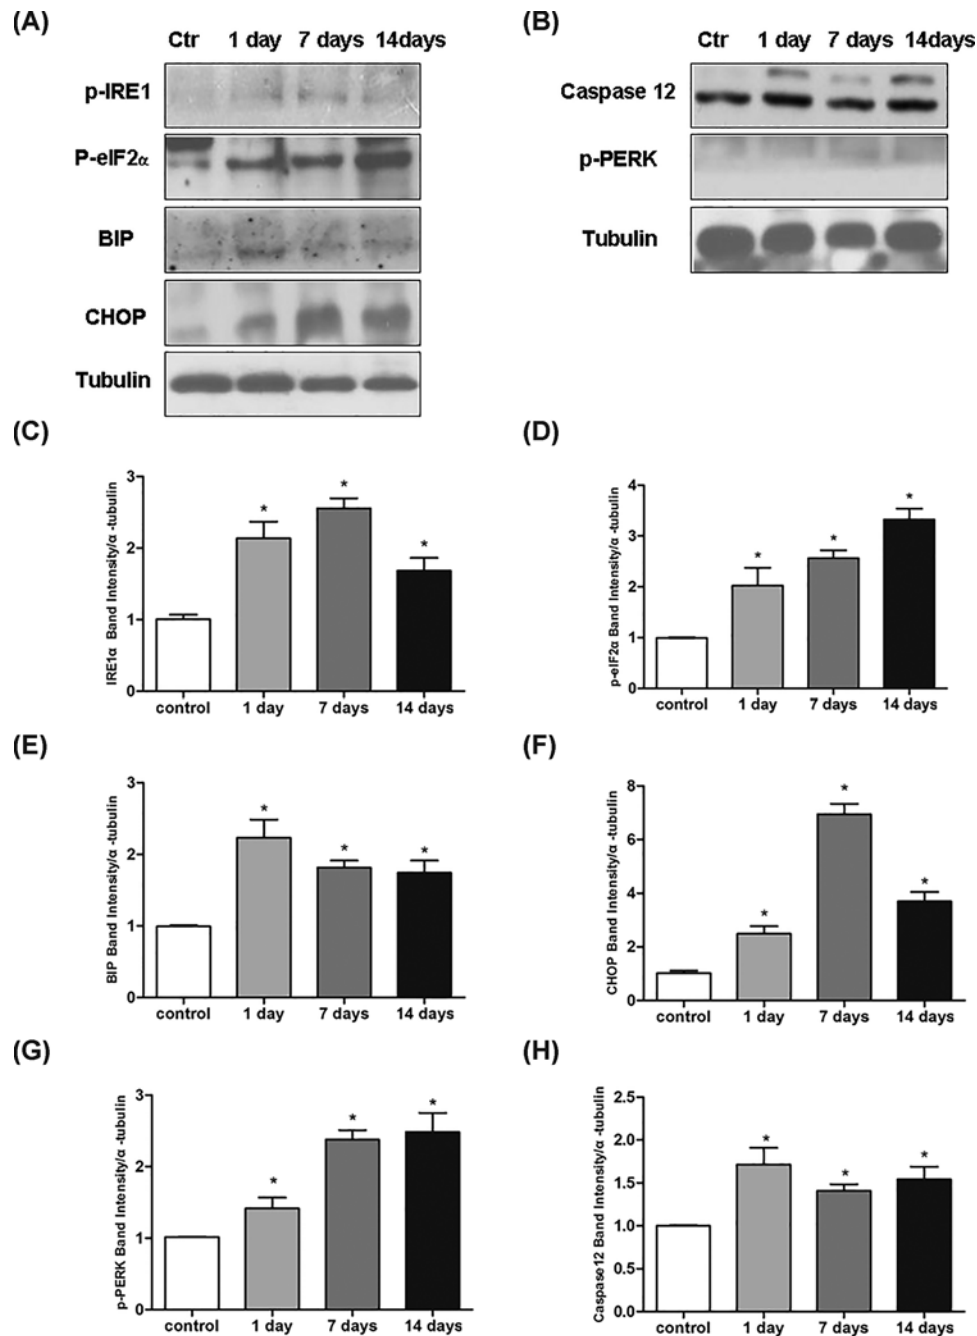 (A)
Ctr 1 day 7 days 14days
p-IRE1
P-eIF2α
BIP
CHOP
Tubulin
(B)
Ctr 1 day 7 days 14days
Caspase 12
p-PERK
Tubulin
(C)
IRE1α Band Intensity/α -tubulin
3
2
1
0
*
*
*
control 1 day 7 days 14 days
(D)
p-eIF2α Band Intensity/α -tubulin
4
3
2
1
0
*
*
*
control 1 day 7 days 14 days
(E)
BIP Band Intensity/α -tubulin
3
2
1
0
*
*
*
control 1 day 7 days 14 days
(F)
CHOP Band Intensity/α -tubulin
8
6
4
2
0
*
*
*
control 1 day 7 days 14 days
(G)
p-PERK Band Intensity/α -tubulin
3
2
1
0
*
*
*
control 1 day 7 days 14 days
(H)
Caspase12 Band Intensity/α -tubulin
2.5
2.0
1.5
1.0
0.5
0.0
*
*
*
control 1 day 7 days 14 days